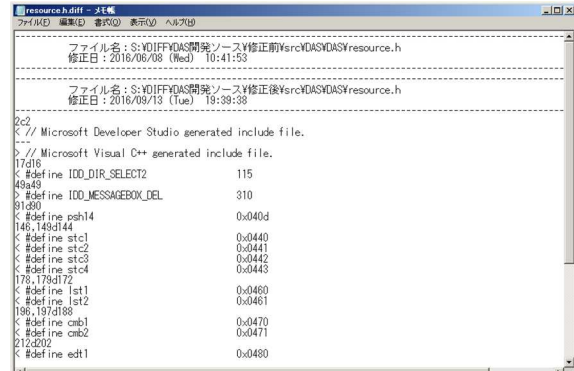 resource.h.diff - メモ帳
ファイル(F) 編集(E) 書式(O) 表示(V) ヘルプ(H)
--------------------------------------------------------------------------------
ファイル名：S:¥DIFF¥DAS開発ソース¥修正前¥src¥DAS¥DAS¥resource.h
修正日：2016/06/08 (Wed) 10:41:53
--------------------------------------------------------------------------------
--------------------------------------------------------------------------------
ファイル名：S:¥DIFF¥DAS開発ソース¥修正後¥src¥DAS¥DAS¥resource.h
修正日：2016/09/13 (Tue) 19:39:38
--------------------------------------------------------------------------------
2c2
< // Microsoft Developer Studio generated include file.
---
> // Microsoft Visual C++ generated include file.
17d16
< #define IDD_DIR_SELECT2 115
49a49
> #define IDD_MESSAGEBOX_DEL 310
91d90
< #define psh14 0x040d
146,149d144
< #define stc1 0x0440
< #define stc2 0x0441
< #define stc3 0x0442
< #define stc4 0x0443
178,179d172
< #define lst1 0x0460
< #define lst2 0x0461
196,197d188
< #define cmb1 0x0470
< #define cmb2 0x0471
212d202
< #define edt1 0x0480